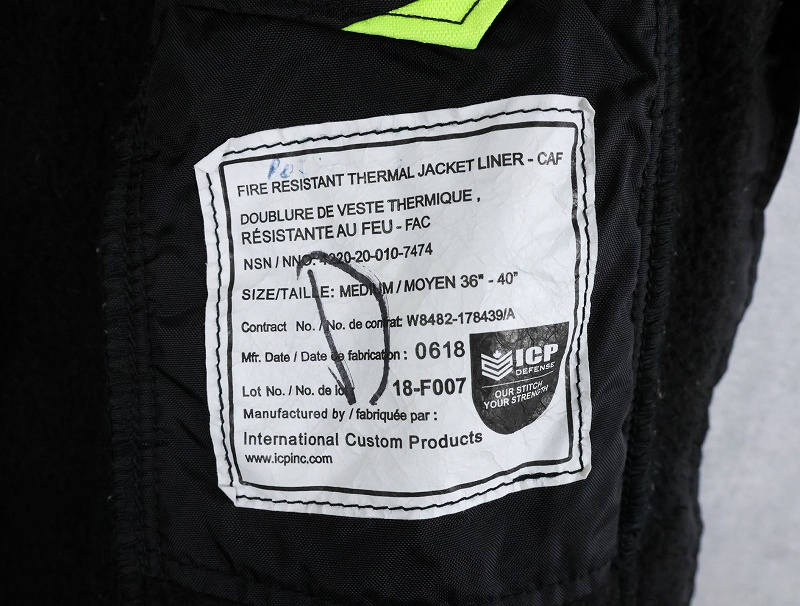 FIRE RESISTANT THERMAL JACKET LINER - CAF
DOUBLURE DE VESTE THERMIQUE ,
RÉSISTANTE AU FEU - FAC
NSN / NNO: 4220-20-010-7474
SIZE/TAILLE: MEDIUM / MOYEN 36" - 40"
Contract No. / No. de contrat: W8482-178439/A
Mfr. Date / Date de fabrication : 0618
Lot No. / No. de lot 18-F007
Manufactured by / fabriquée par :
International Custom Products
www.icpinc.com
ICP
DEFENSE
OUR STITCH
YOUR STRENGTH